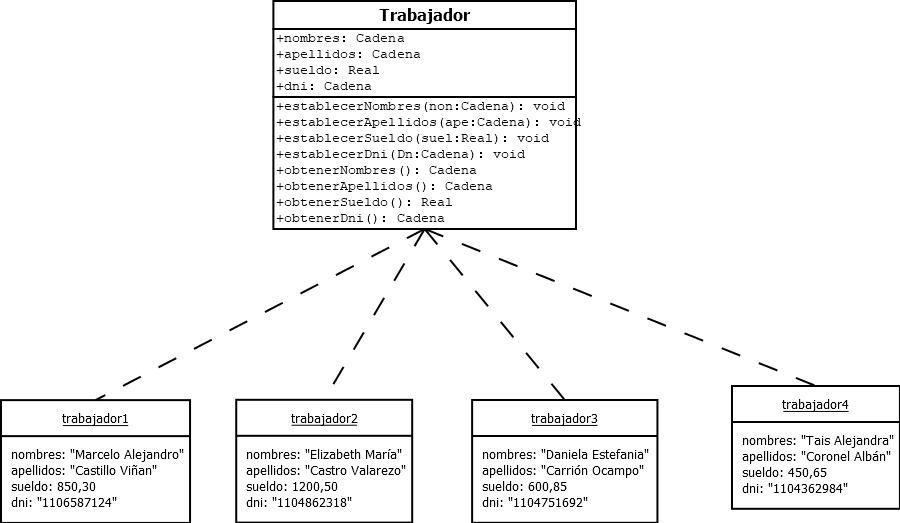 Trabajador
+nombres: Cadena
+apellidos: Cadena
+sueldo: Real
+dni: Cadena
+establecerNombres(non:Cadena): void
+establecerApellidos(ape:Cadena): void
+establecerSueldo(suel:Real): void
+establecerDni(Dn:Cadena): void
+obtenerNombres(): Cadena
+obtenerApellidos(): Cadena
+obtenerSueldo(): Real
+obtenerDni(): Cadena
trabajador1
nombres: "Marcelo Alejandro"
apellidos: "Castillo Viñan"
sueldo: 850,30
dni: "1106587124"
trabajador2
nombres: "Elizabeth María"
apellidos: "Castro Valarezo"
sueldo: 1200,50
dni: "1104862318"
trabajador3
nombres: "Daniela Estefania"
apellidos: "Carrión Ocampo"
sueldo: 600,85
dni: "1104751692"
trabajador4
nombres: "Tais Alejandra"
apellidos: "Coronel Albán"
sueldo: 450,65
dni: "1104362984"